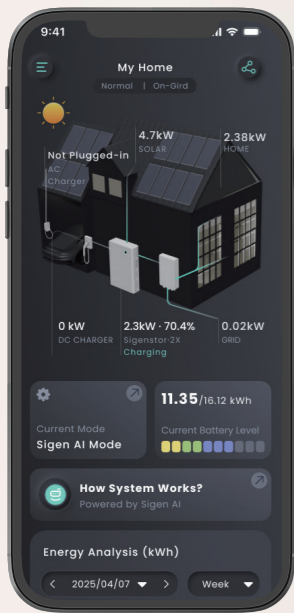 9:41
My Home
Normal | On-Gird
4.7kW
SOLAR
2.38kW
HOME
Not Plugged-in
AC
Charger
0 kW
DC CHARGER
2.3kW · 70.4%
Sigenstor·2X
Charging
0.02kW
GRID
Current Mode
Sigen AI Mode
11.35/16.12 kWh
Current Battery Level
How System Works?
Powered by Sigen AI
Energy Analysis (kWh)
< 2025/04/07 >
Week